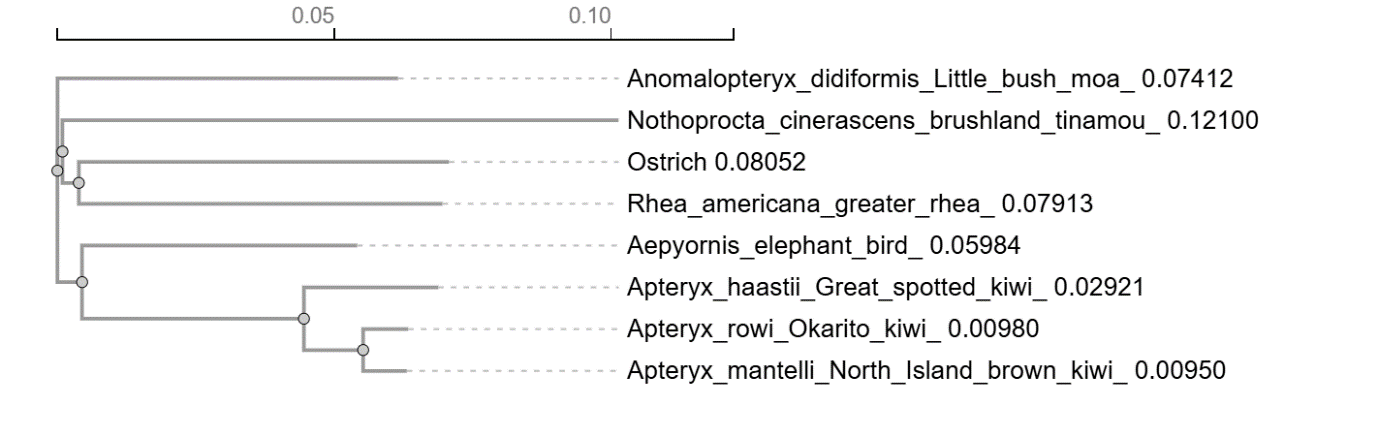 0.05 0.10
Anomalopteryx_didiformis_Little_bush_moa_ 0.07412
Nothoprocta_cinerascens_brushland_tinamou_ 0.12100
Ostrich 0.08052
Rhea_americana_greater_rhea_ 0.07913
Aepyornis_elephant_bird_ 0.05984
Apteryx_haastii_Great_spotted_kiwi_ 0.02921
Apteryx_rowi_Okarito_kiwi_ 0.00980
Apteryx_mantelli_North_Island_brown_kiwi_ 0.00950